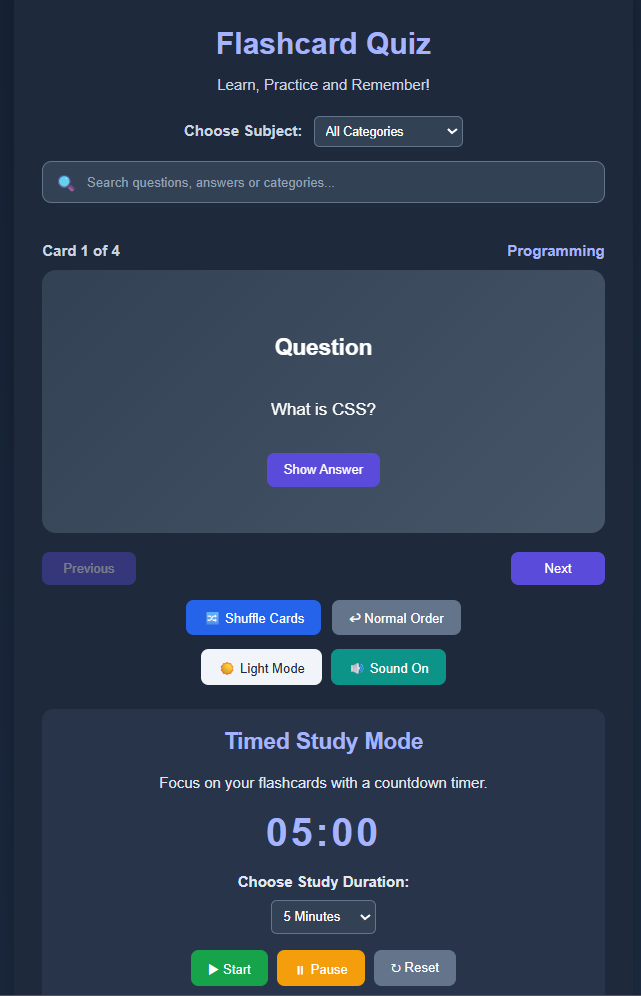 Flashcard Quiz
Learn, Practice and Remember!
Choose Subject: All Categories
🔍 Search questions, answers or categories...
Card 1 of 4 Programming
Question
What is CSS?
Show Answer
Previous Next
🔀 Shuffle Cards ↩ Normal Order
☀️ Light Mode 🔊 Sound On
Timed Study Mode
Focus on your flashcards with a countdown timer.
05:00
Choose Study Duration:
5 Minutes
▶ Start ⏸ Pause ↻ Reset